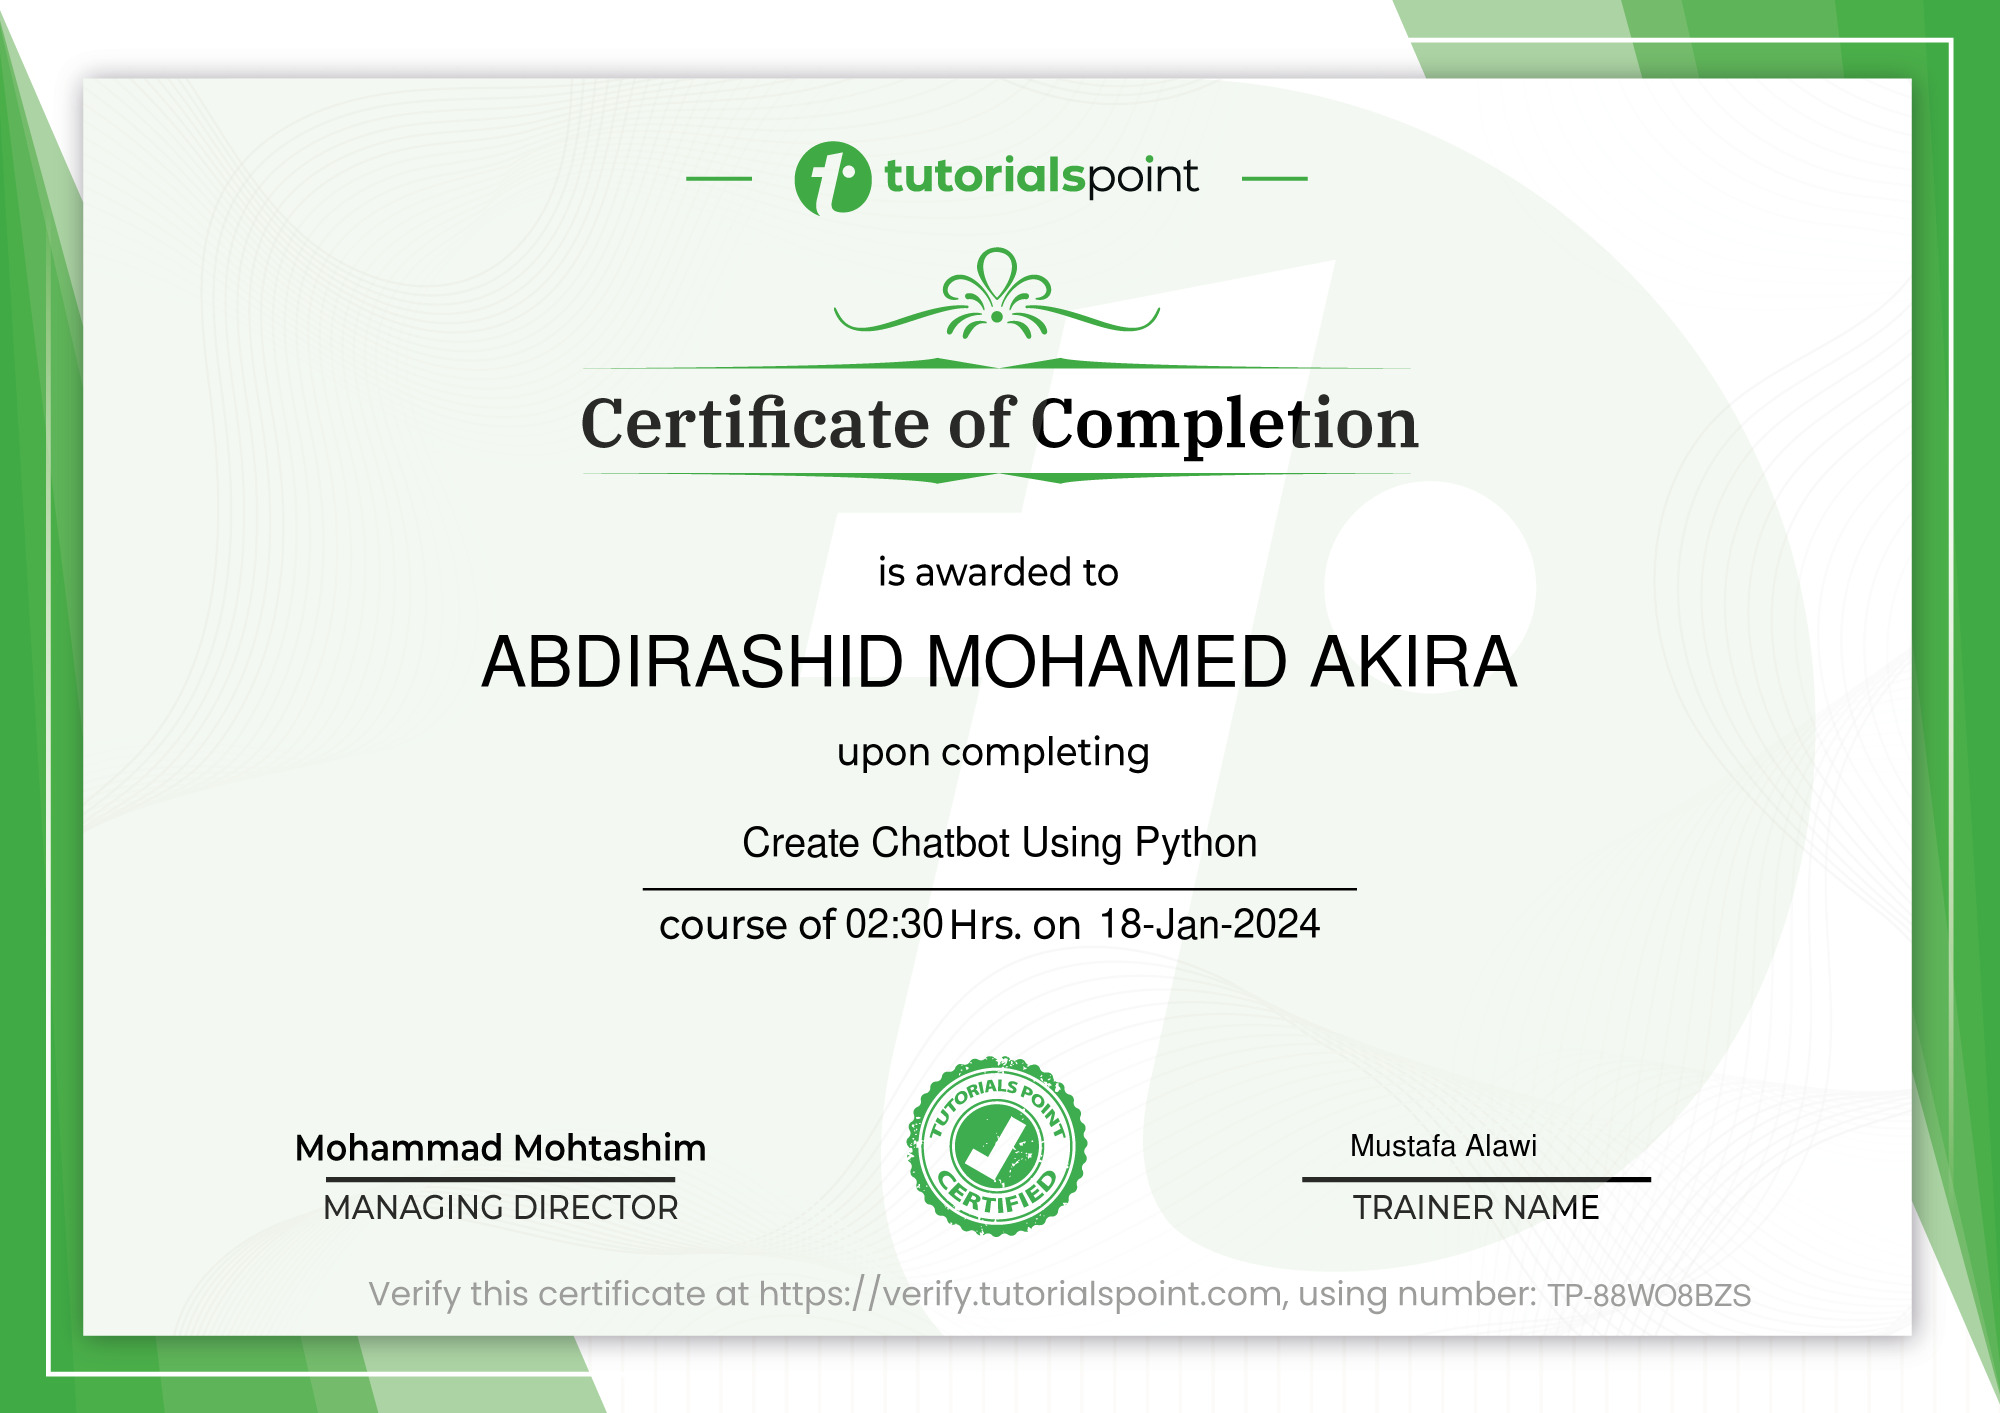 tutorialspoint
Certificate of Completion
is awarded to
ABDIRASHID MOHAMED AKIRA
upon completing
Create Chatbot Using Python
course of 02:30 Hrs. on 18-Jan-2024
TUTORIALS POINT
CERTIFIED
Mohammad Mohtashim
MANAGING DIRECTOR
Mustafa Alawi
TRAINER NAME
Verify this certificate at https://verify.tutorialspoint.com, using number: TP-88WO8BZS